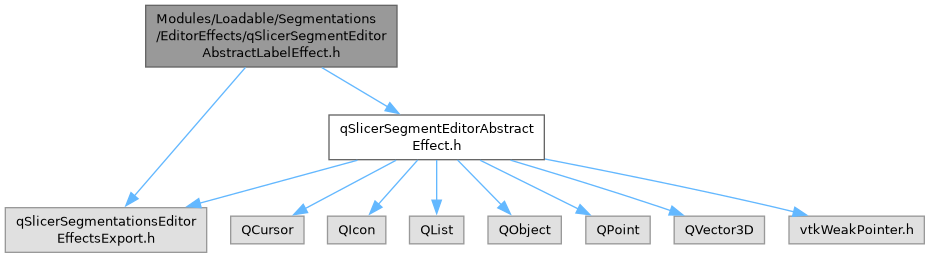 Modules/Loadable/Segmentations
/EditorEffects/qSlicerSegmentEditor
AbstractLabelEffect.h
qSlicerSegmentEditorAbstract
Effect.h
qSlicerSegmentationsEditor
EffectsExport.h
QCursor
QIcon
QList
QObject
QPoint
QVector3D
vtkWeakPointer.h